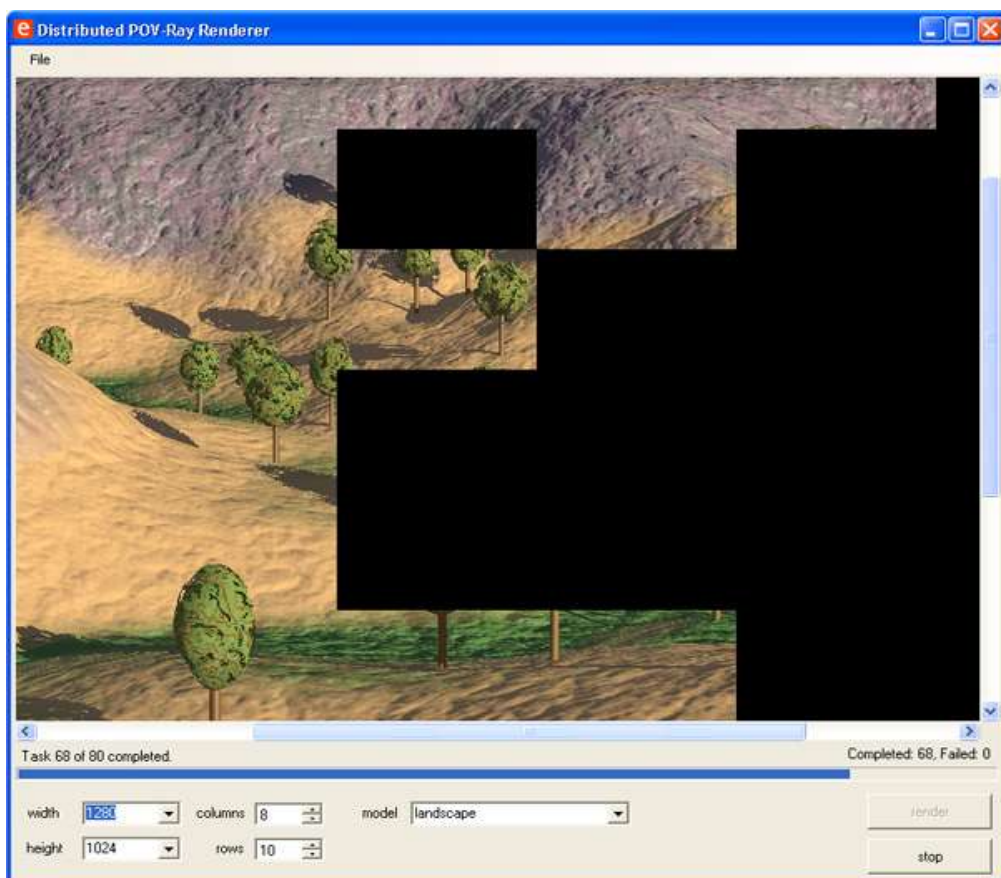 e Distributed POV-Ray Renderer
File
Task 68 of 80 completed.
Completed: 68, Failed: 0
width 1280 columns 8 model landscape render
height 1024 rows 10 stop